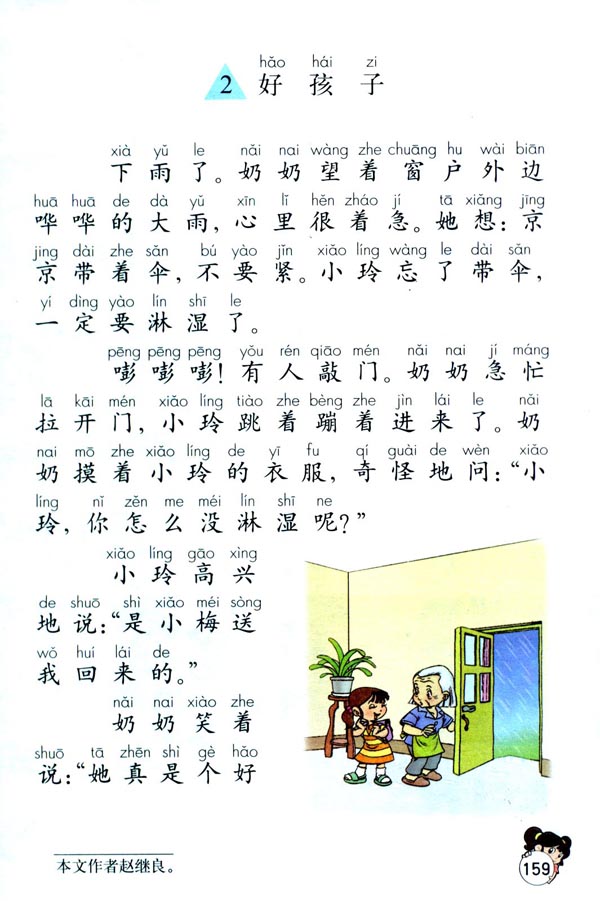 hǎo hái zi
2 好孩子
xià yǔ le nǎi nai wàng zhe chuāng hu wài biān
下雨了。奶奶望着窗户外边
huā huā de dà yǔ xīn lǐ hěn zháo jí tā xiǎng jīng
哗哗的大雨，心里很着急。她想：京
jing dài zhe sǎn bú yào jǐn xiǎo líng wàng le dài sǎn
京带着伞，不要紧。小玲忘了带伞，
yí dìng yào lín shī le
一定要淋湿了。
pēng pēng pēng yǒu rén qiāo mén nǎi nai jí máng
嘭嘭嘭！有人敲门。奶奶急忙
lā kāi mén xiǎo líng tiào zhe bèng zhe jìn lái le nǎi
拉开门，小玲跳着蹦着进来了。奶
nai mō zhe xiǎo líng de yī fu qí guài de wèn xiǎo
奶摸着小玲的衣服，奇怪地问：“小
líng nǐ zěn me méi lín shī ne
玲，你怎么没淋湿呢？”
xiǎo líng gāo xìng
小玲高兴
de shuō shì xiǎo méi sòng
地说：“是小梅送
wǒ huí lái de
我回来的。”
nǎi nai xiào zhe
奶奶笑着
shuō tā zhēn shì gè hǎo
说：“她真是个好
本文作者赵继良。
159